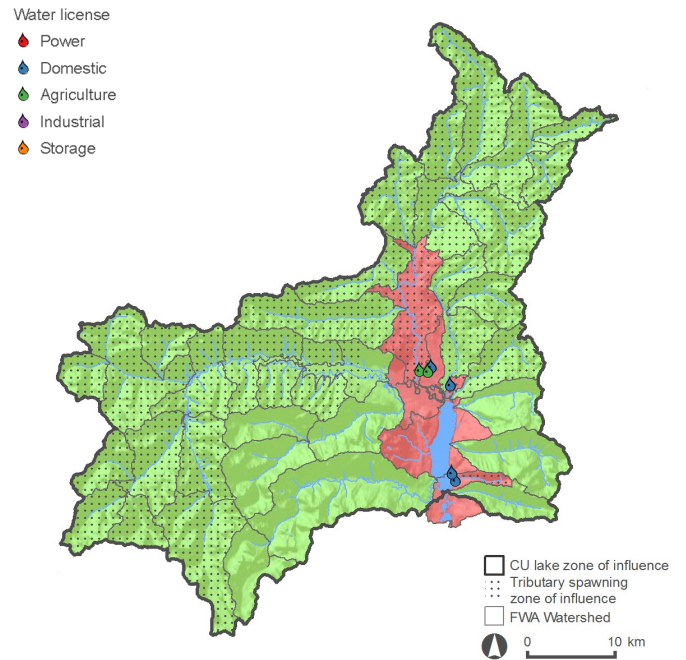 Water license
Power
Domestic
Agriculture
Industrial
Storage
CU lake zone of influence
Tributary spawning
zone of influence
FWA Watershed
0 10 km